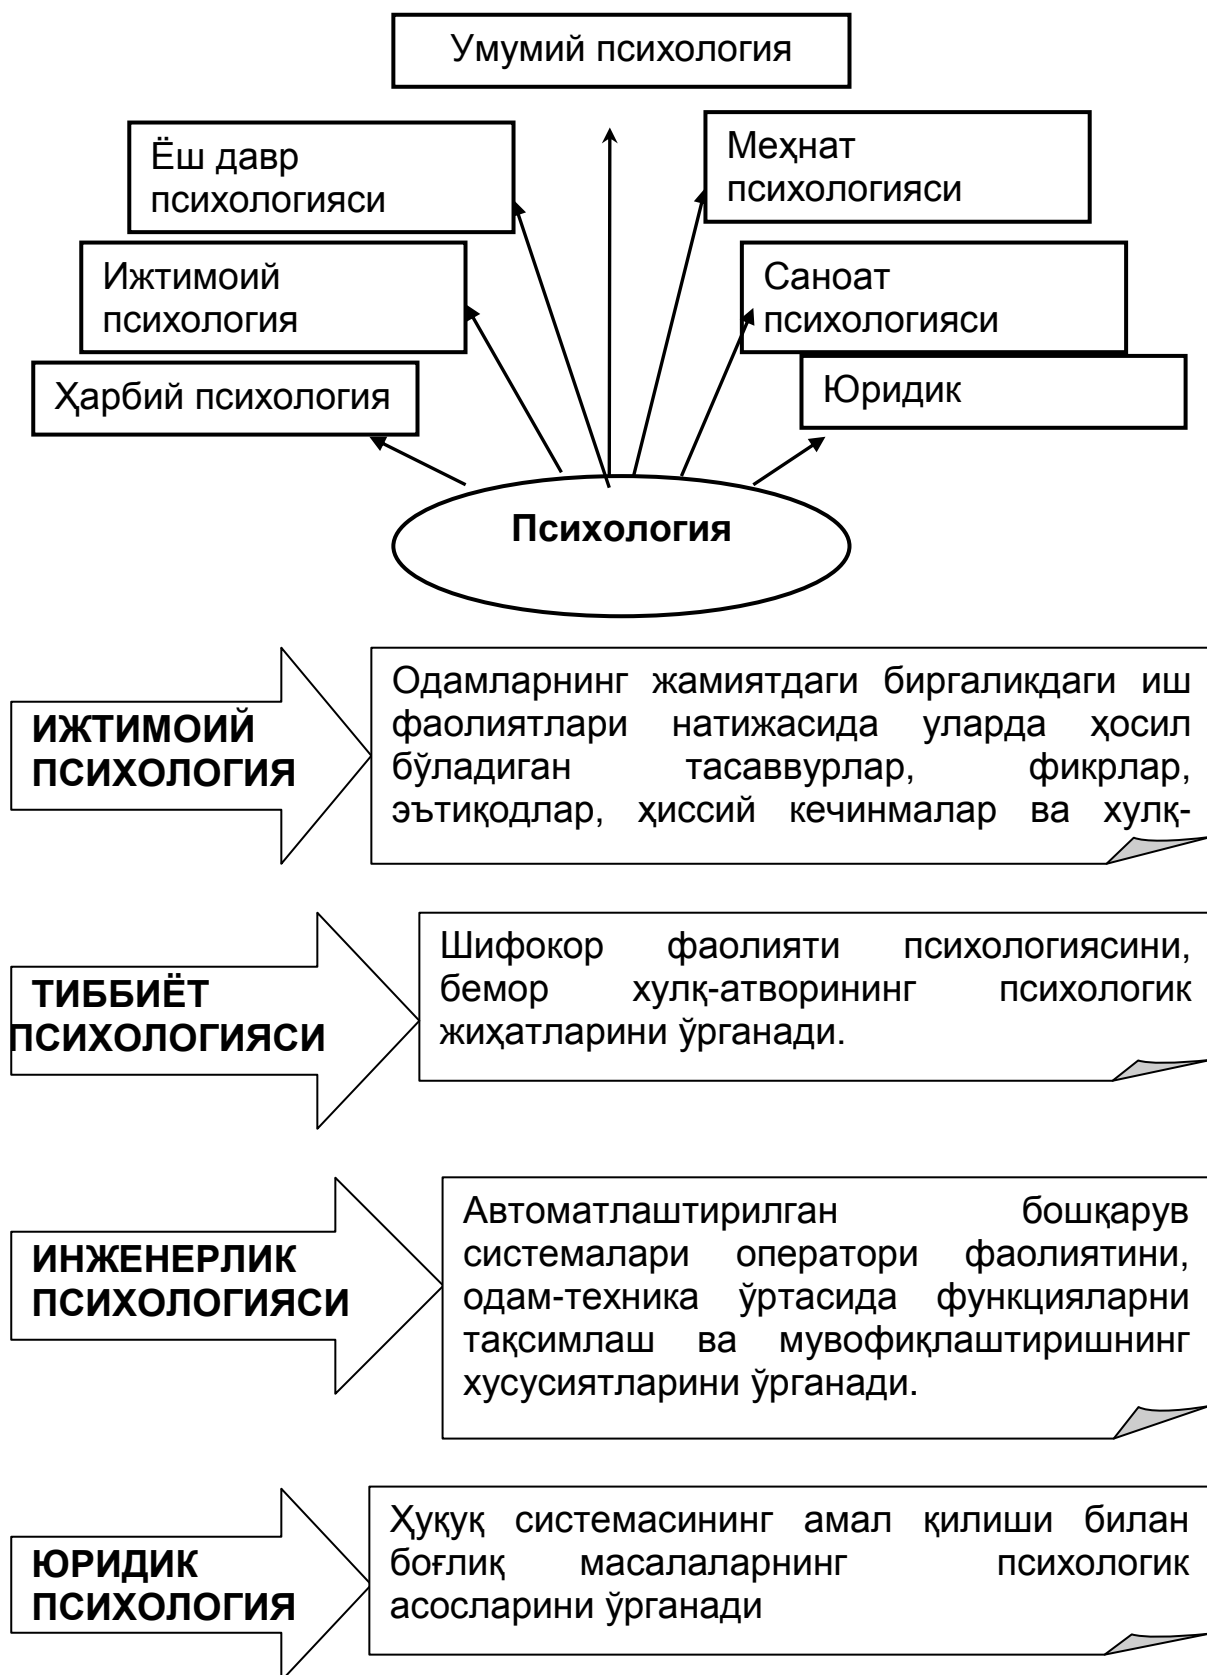 Умумий психология
Ёш давр
психологияси
Меҳнат
психологияси
Ижтимоий
психология
Саноат
психологияси
Ҳарбий психология
Юридик
Психология
ИЖТИМОИЙ
ПСИХОЛОГИЯ
Одамларнинг жамиятдаги биргаликдаги иш
фаолиятлари натижасида уларда ҳосил
бўладиган тасаввурлар, фикрлар,
эътиқодлар, ҳиссий кечинмалар ва хулқ-
ТИББИЁТ
ПСИХОЛОГИЯСИ
Шифокор фаолияти психологиясини,
бемор хулқ-атворининг психологик
жиҳатларини ўрганади.
ИНЖЕНЕРЛИК
ПСИХОЛОГИЯСИ
Автоматлаштирилган бошқарув
системалари оператори фаолиятини,
одам-техника ўртасида функцияларни
тақсимлаш ва мувофиқлаштиришнинг
хусусиятларини ўрганади.
ЮРИДИК
ПСИХОЛОГИЯ
Ҳуқуқ системасининг амал қилиши билан
боғлиқ масалаларнинг психологик
асосларини ўрганади